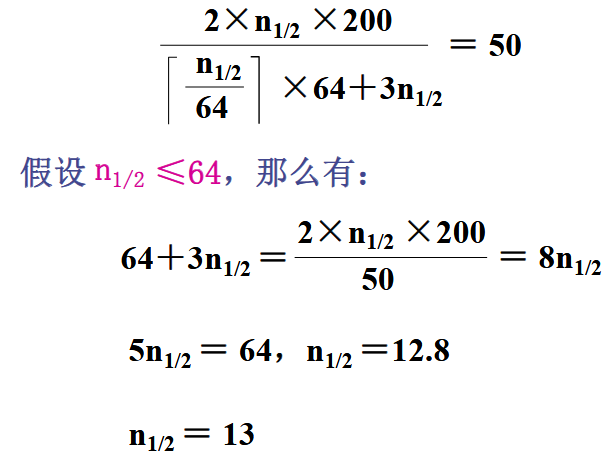 2×n1/2 ×200
⌈ n1/2 / 64 ⌉ ×64+3n1/2 = 50
假设 n1/2 ≤64，那么有：
64+3n1/2 = 2×n1/2 ×200 / 50 = 8n1/2
5n1/2 = 64，n1/2 =12.8
n1/2 = 13